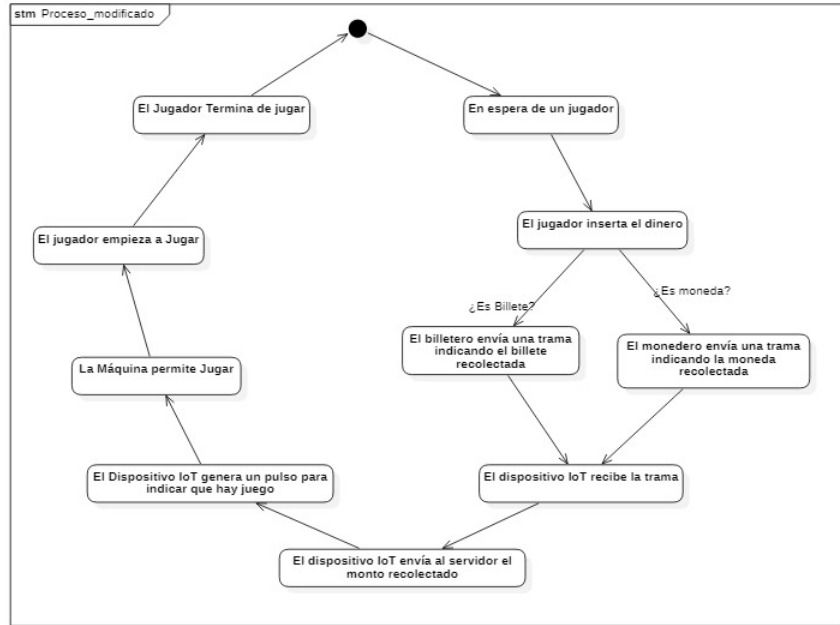 stm Proceso_modificado
El Jugador Termina de jugar
En espera de un jugador
El jugador inserta el dinero
El jugador empieza a Jugar
¿Es Billete?
¿Es moneda?
El billetero envía una trama
indicando el billete
recolectada
El monedero envía una trama
indicando la moneda
recolectada
La Máquina permite Jugar
El Dispositivo IoT genera un pulso para
indicar que hay juego
El dispositivo IoT recibe la trama
El dispositivo IoT envía al servidor el
monto recolectado